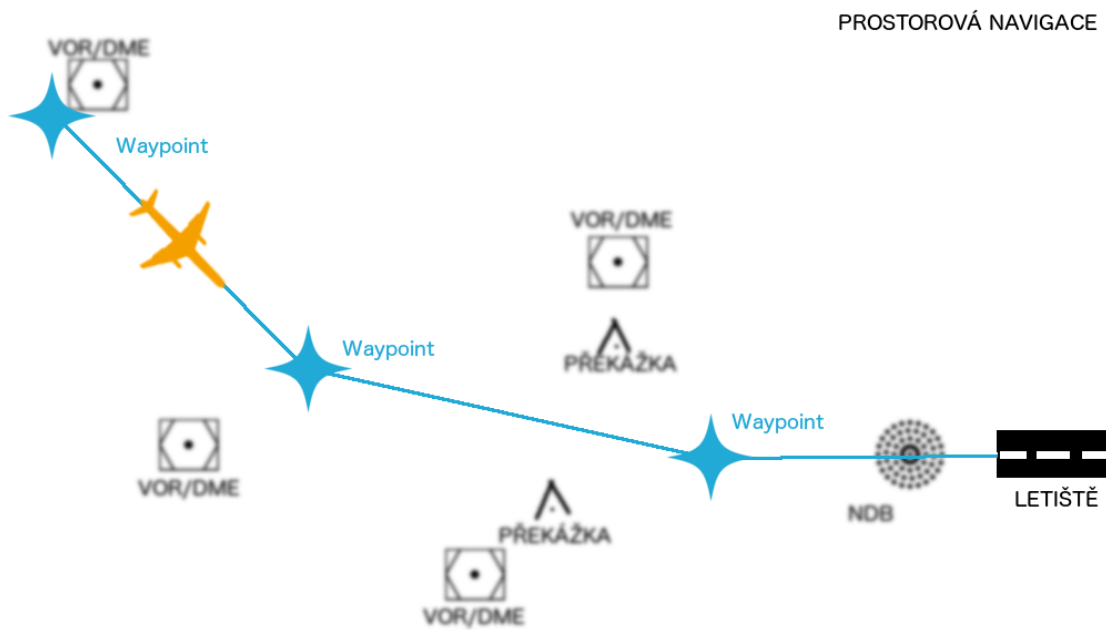 PROSTOROVÁ NAVIGACE
VOR/DME
Waypoint
VOR/DME
Waypoint
PŘEKÁŽKA
Waypoint
VOR/DME
LETIŠTĚ
NDB
PŘEKÁŽKA
VOR/DME